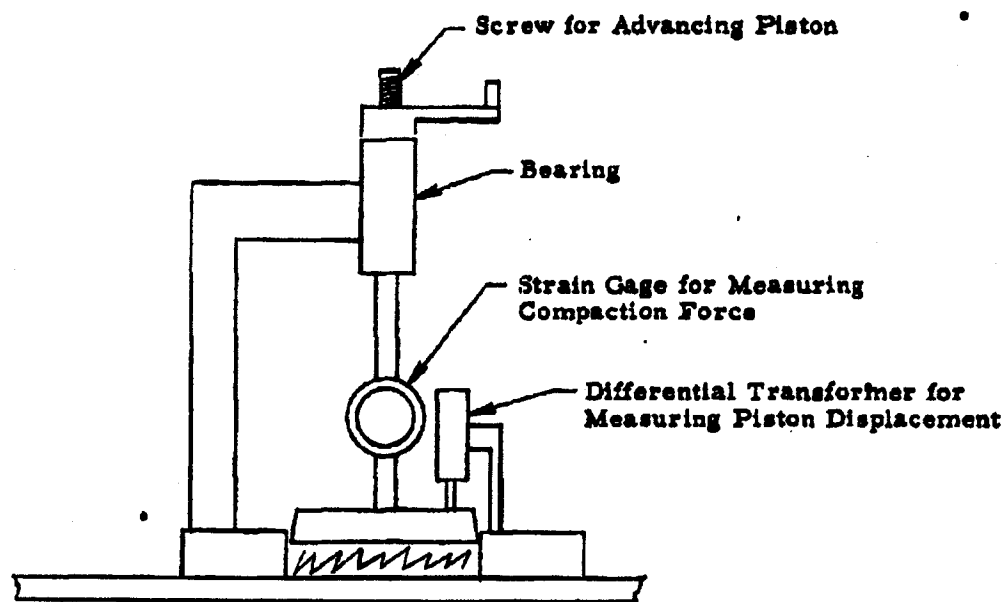 Screw for Advancing Piston
Bearing
Strain Gage for Measuring
Compaction Force
Differential Transformer for
Measuring Piston Displacement